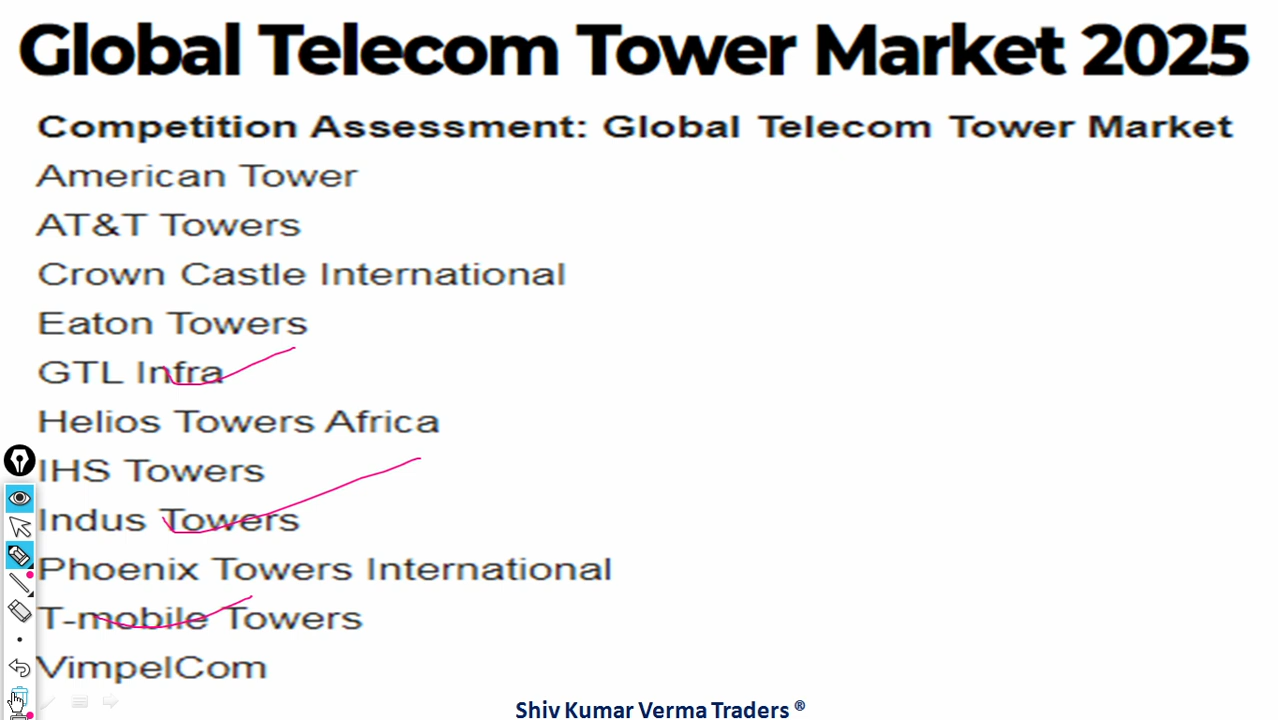 Global Telecom Tower Market 2025
Competition Assessment: Global Telecom Tower Market
American Tower
AT&T Towers
Crown Castle International
Eaton Towers
GTL Infra
Helios Towers Africa
IHS Towers
Indus Towers
Phoenix Towers International
T-mobile Towers
VimpelCom
Shiv Kumar Verma Traders ®